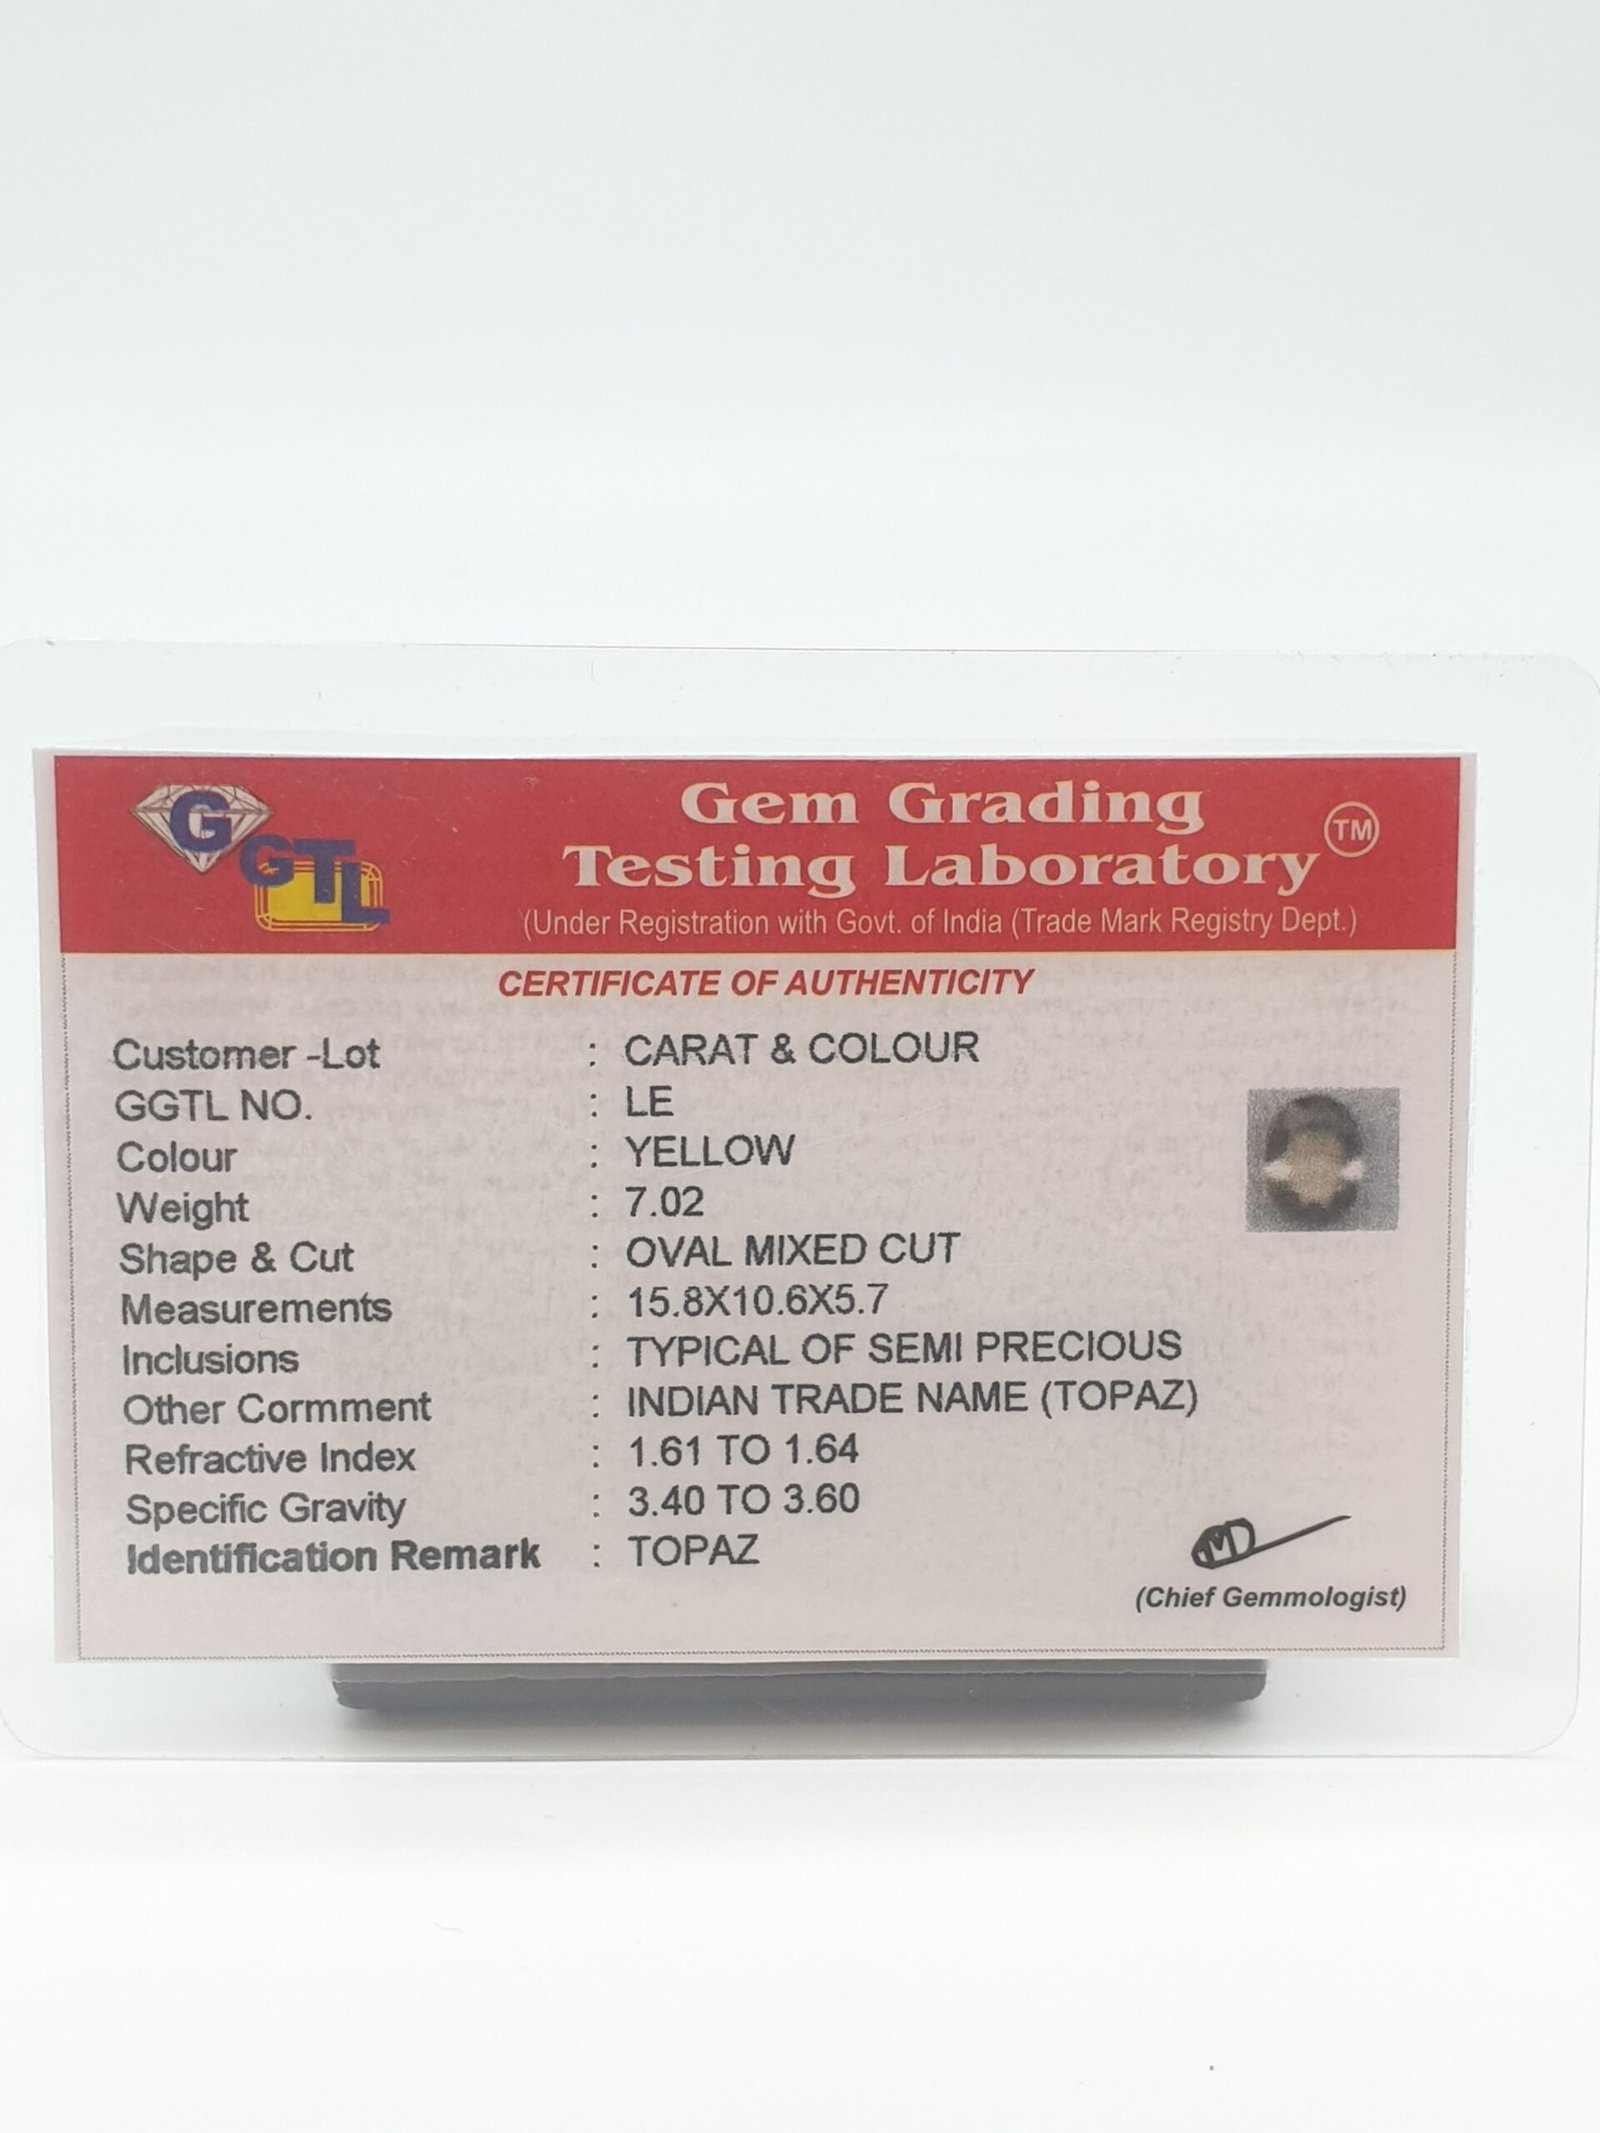 G
GTL
Gem Grading
Testing Laboratory TM
(Under Registration with Govt. of India (Trade Mark Registry Dept.)
CERTIFICATE OF AUTHENTICITY
Customer -Lot : CARAT & COLOUR
GGTL NO. : LE
Colour : YELLOW
Weight : 7.02
Shape & Cut : OVAL MIXED CUT
Measurements : 15.8X10.6X5.7
Inclusions : TYPICAL OF SEMI PRECIOUS
Other Cormment : INDIAN TRADE NAME (TOPAZ)
Refractive Index : 1.61 TO 1.64
Specific Gravity : 3.40 TO 3.60
Identification Remark : TOPAZ
MD
(Chief Gemmologist)